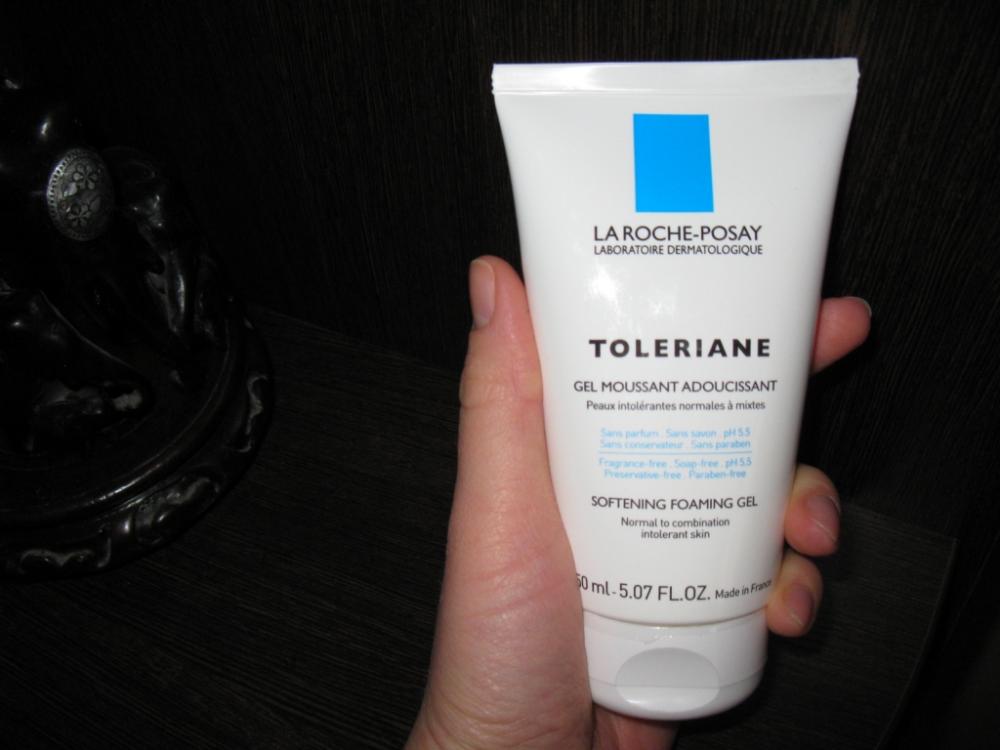 LA ROCHE-POSAY
LABORATOIRE DERMATOLOGIQUE
TOLERIANE
GEL MOUSSANT ADOUCISSANT
Peaux intolérantes normales à mixtes
Sans parfum . Sans savon . pH 5.5
Sans conservateur . Sans paraben
Fragrance-free . Soap-free . pH 5.5
Preservative-free . Paraben-free
SOFTENING FOAMING GEL
Normal to combination
intolerant skin
50 ml - 5.07 FL.OZ. Made in France